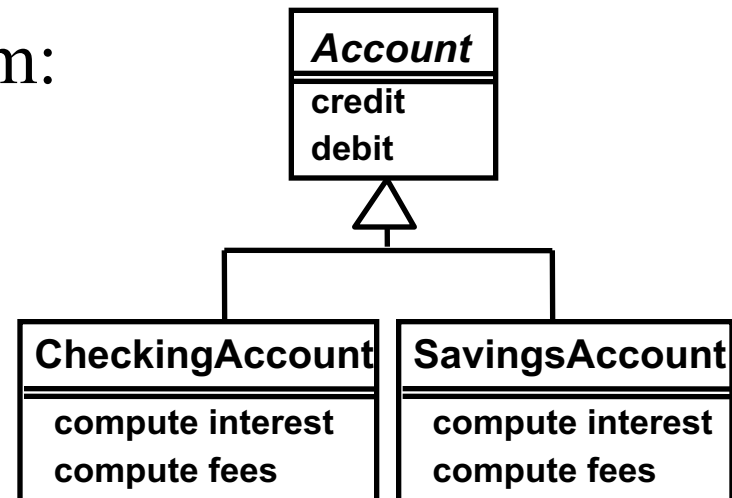 m:
Account
credit
debit
CheckingAccount
compute interest
compute fees
SavingsAccount
compute interest
compute fees